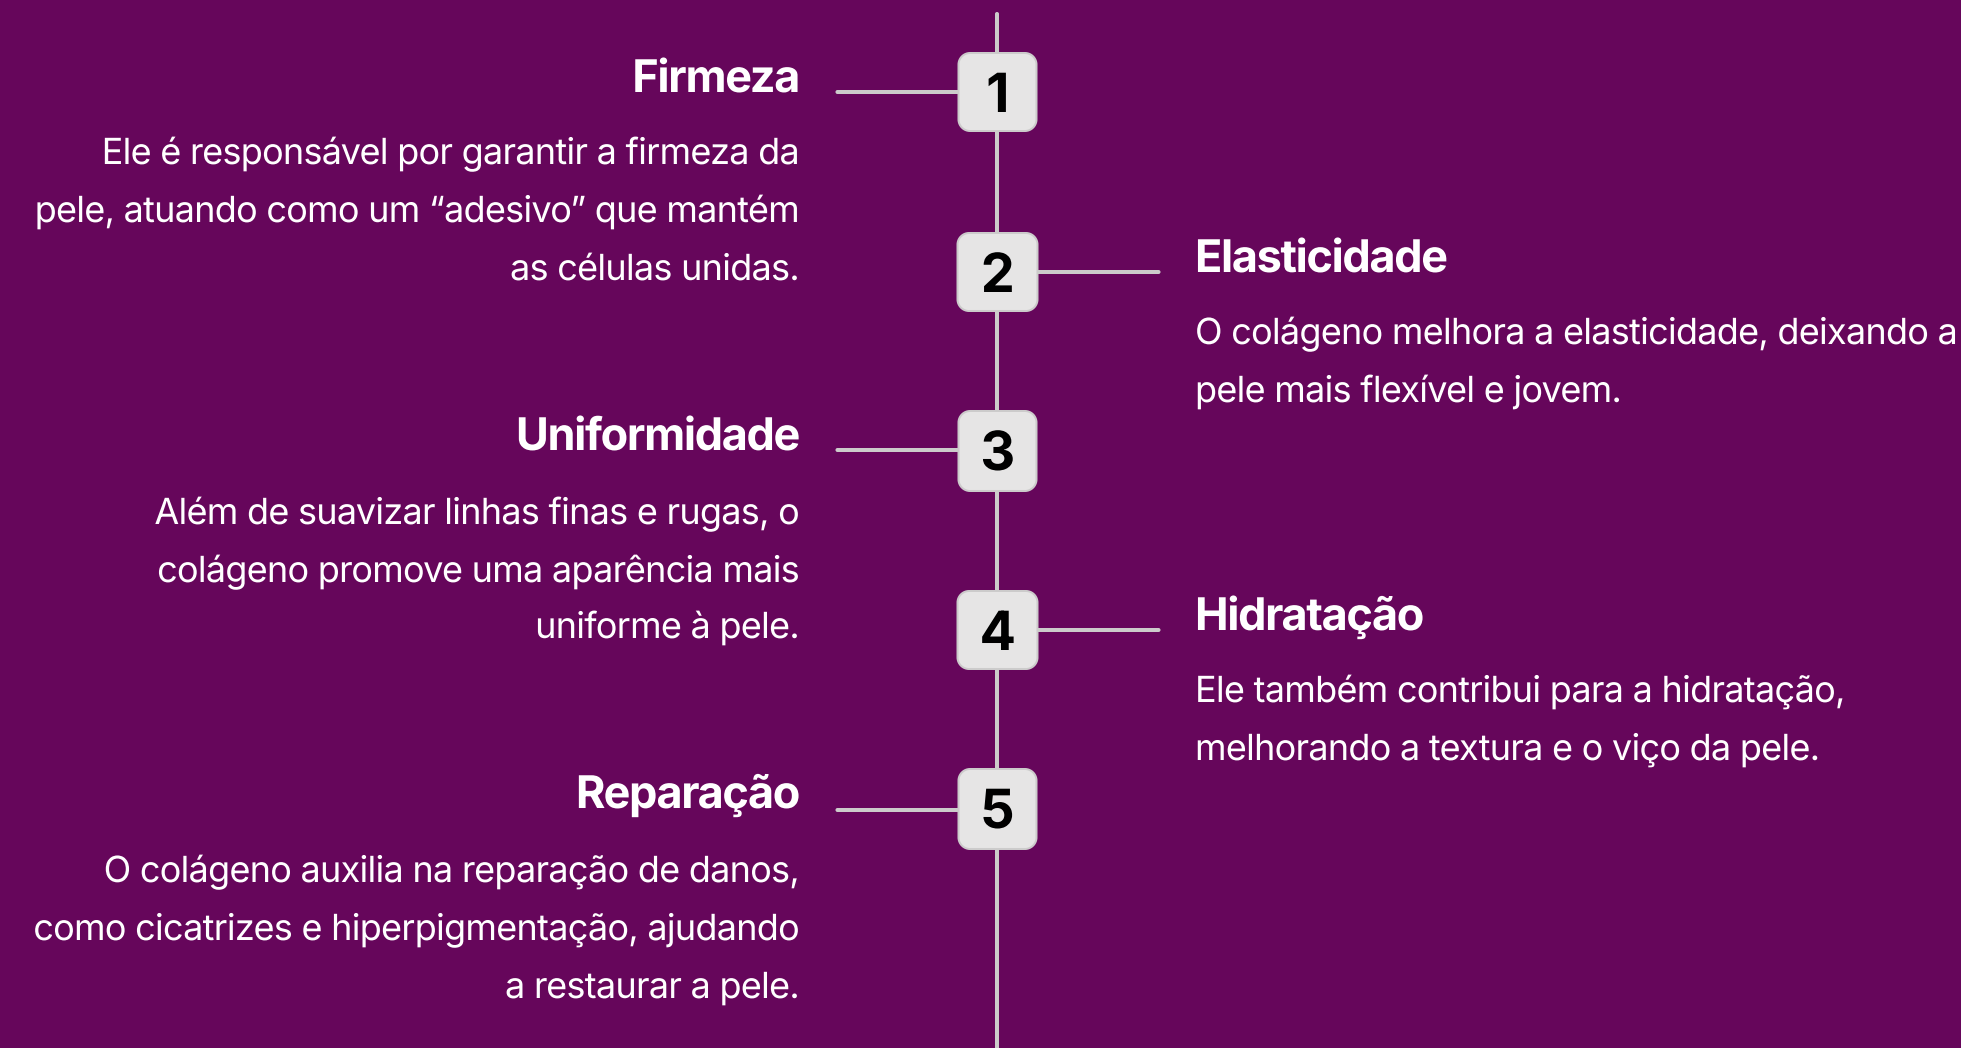 1
Firmeza
Ele é responsável por garantir a firmeza da
pele, atuando como um “adesivo” que mantém
as células unidas.
2
Elasticidade
O colágeno melhora a elasticidade, deixando a
pele mais flexível e jovem.
3
Uniformidade
Além de suavizar linhas finas e rugas, o
colágeno promove uma aparência mais
uniforme à pele.
4
Hidratação
Ele também contribui para a hidratação,
melhorando a textura e o viço da pele.
5
Reparação
O colágeno auxilia na reparação de danos,
como cicatrizes e hiperpigmentação, ajudando
a restaurar a pele.